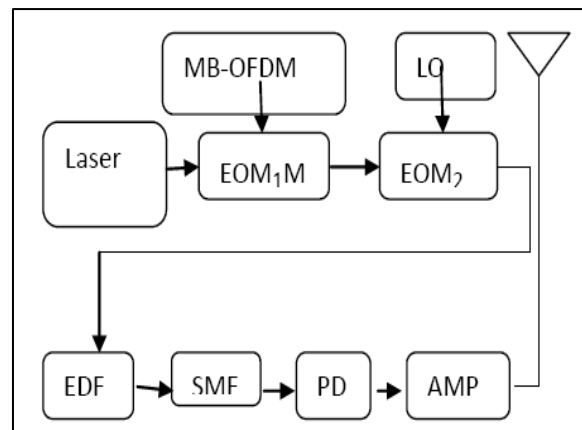 MB-OFDM
LO
Laser
EOM₁M
EOM₂
EDF
SMF
PD
AMP